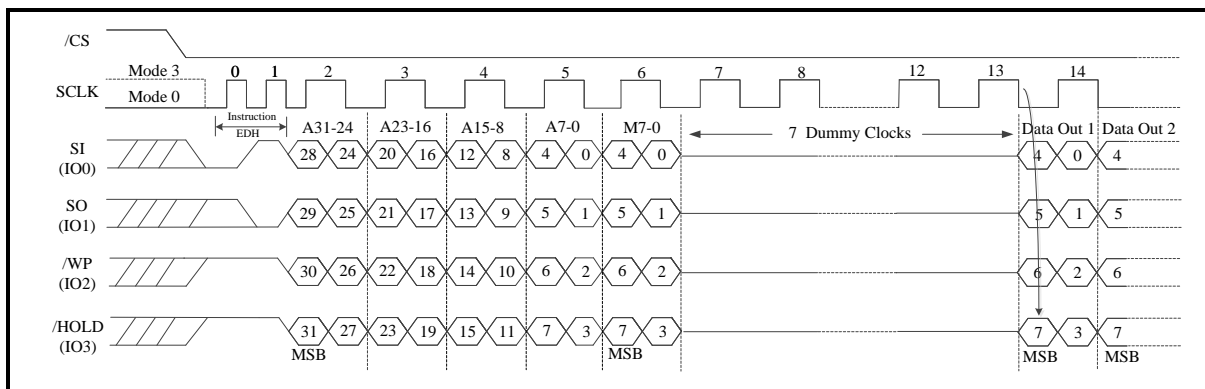 /CS
Mode 3 0 1 2 3 4 5 6 7 8 12 13 14
SCLK Mode 0
Instruction
EDH
A31-24 A23-16 A15-8 A7-0 M7-0 7 Dummy Clocks Data Out 1 Data Out 2
SI
(IO0) 28 24 20 16 12 8 4 0 4 0 4 0 4
SO
(IO1) 29 25 21 17 13 9 5 1 5 1 5 1 5
/WP
(IO2) 30 26 22 18 14 10 6 2 6 2 6 2 6
/HOLD
(IO3) 31 27 23 19 15 11 7 3 7 3 7 3 7
MSB MSB MSB MSB